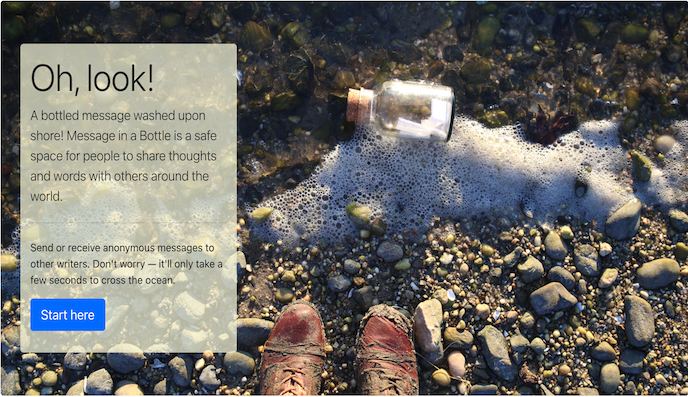 Oh, look!
A bottled message washed upon
shore! Message in a Bottle is a safe
space for people to share thoughts
and words with others around the
world.
Send or receive anonymous messages to
other writers. Don't worry — it'll only take a
few seconds to cross the ocean.
Start here